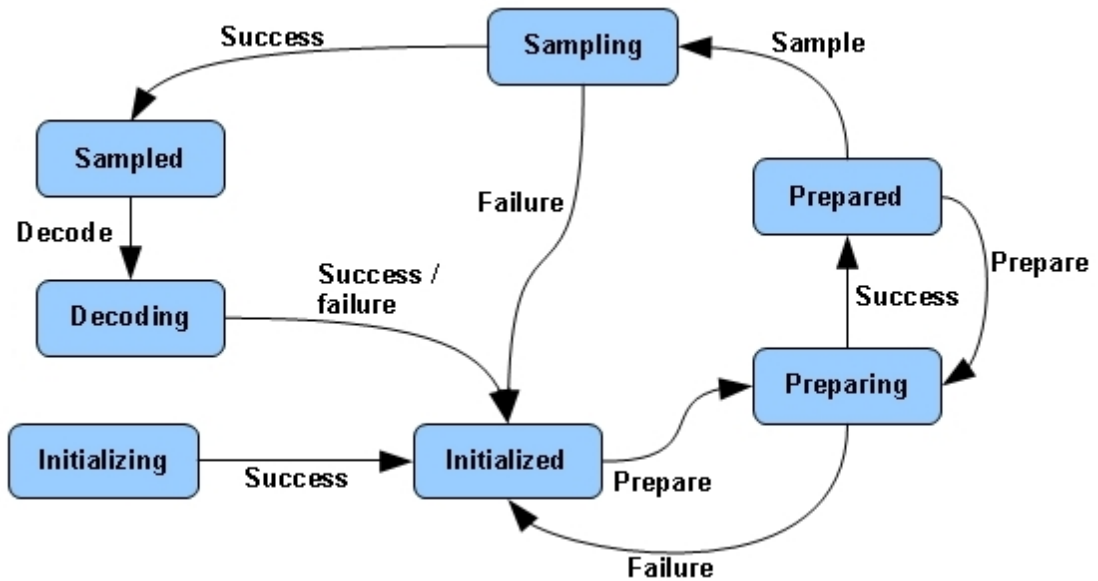 Success
Sampling
Sample
Sampled
Failure
Prepared
Decode
Success /
failure
Prepare
Decoding
Success
Preparing
Initializing
Success
Initialized
Prepare
Failure